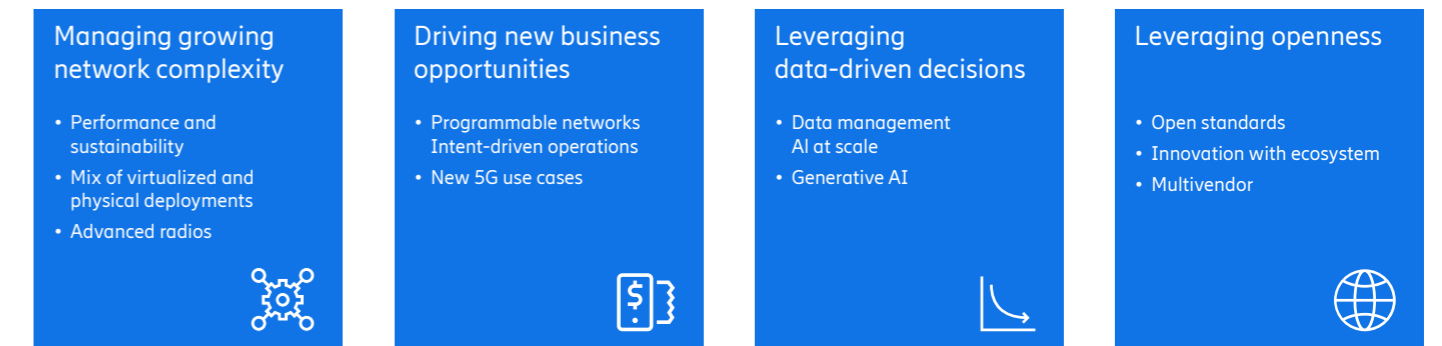 Managing growing
network complexity
• Performance and
sustainability
• Mix of virtualized and
physical deployments
• Advanced radios
Driving new business
opportunities
• Programmable networks
Intent-driven operations
• New 5G use cases
$
Leveraging
data-driven decisions
• Data management
AI at scale
• Generative AI
Leveraging openness
• Open standards
• Innovation with ecosystem
• Multivendor